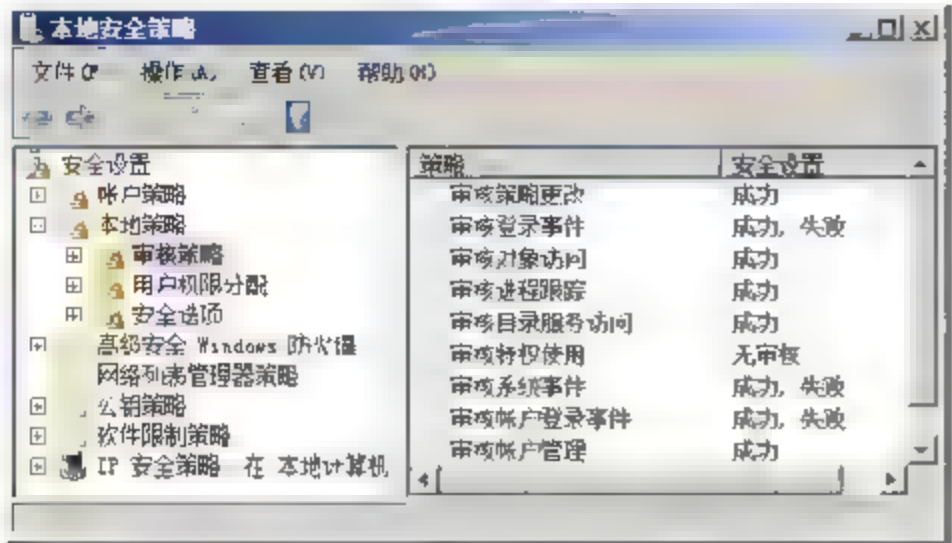 本地安全策略
文件(F) 操作(A) 查看(V) 帮助(H)
安全设置
帐户策略
本地策略
审核策略
用户权限分配
安全选项
高级安全 Windows 防火墙
网络列表管理器策略
公钥策略
软件限制策略
IP 安全策略 在 本地计算机
策略 安全设置
审核策略更改 成功
审核登录事件 成功, 失败
审核对象访问 成功
审核进程跟踪 成功
审核目录服务访问 成功
审核特权使用 无审核
审核系统事件 成功, 失败
审核帐户登录事件 成功, 失败
审核帐户管理 成功